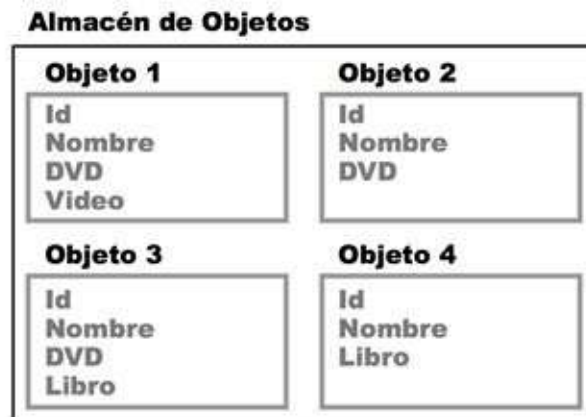 Almacén de Objetos
Objeto 1
Id
Nombre
DVD
Video
Objeto 2
Id
Nombre
DVD
Objeto 3
Id
Nombre
DVD
Libro
Objeto 4
Id
Nombre
Libro